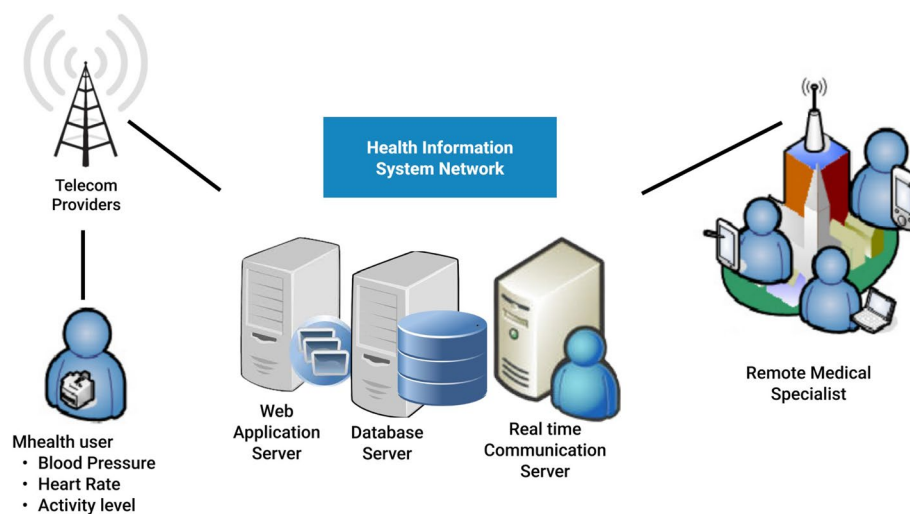 Health Information
System Network
Telecom
Providers
Mhealth user
• Blood Pressure
• Heart Rate
• Activity level
Web
Application
Server
Database
Server
Real time
Communication
Server
Remote Medical
Specialist